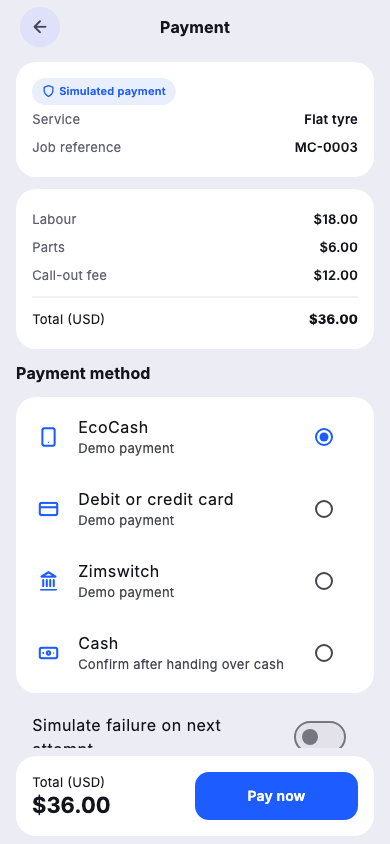 Payment
Simulated payment
Service Flat tyre
Job reference MC-0003
Labour $18.00
Parts $6.00
Call-out fee $12.00
Total (USD) $36.00
Payment method
EcoCash
Demo payment
Debit or credit card
Demo payment
Zimswitch
Demo payment
Cash
Confirm after handing over cash
Simulate failure on next
attempt
Total (USD)
$36.00
Pay now